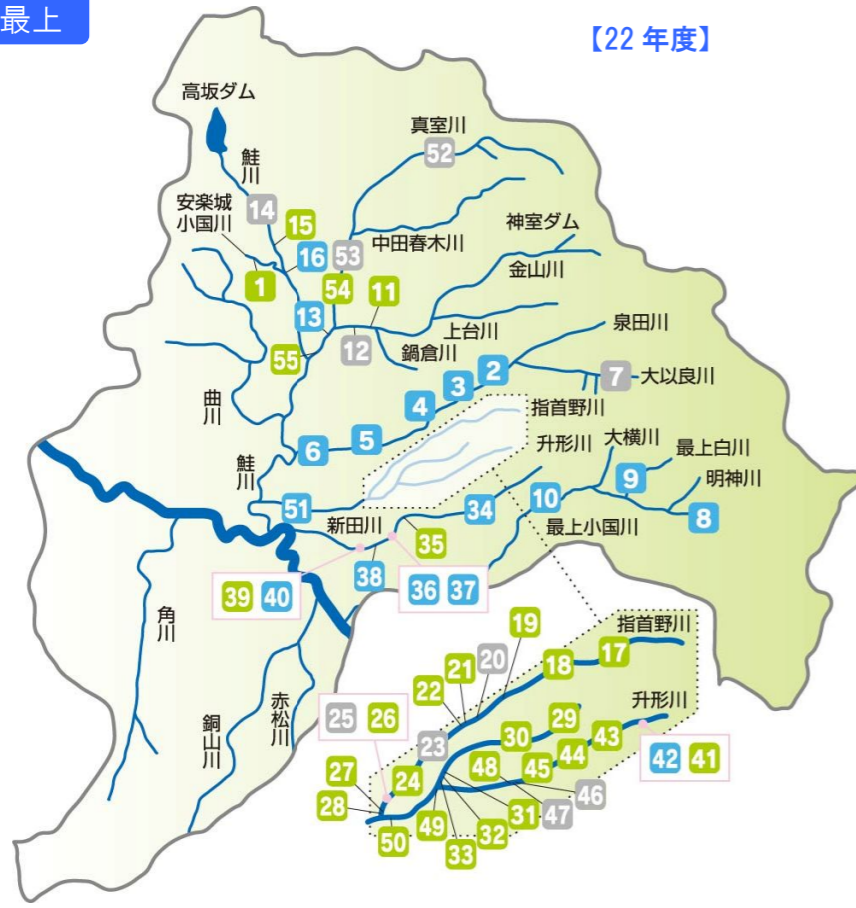 最上
【22 年度】
高坂ダム
真室川
52
鮭川
安楽城
小国川
14
15
神室ダム
中田春木川
16
53
金山川
1
54
11
13
泉田川
上台川
12
鍋倉川
55
2
7
大以良川
3
4
曲川
指首野川
大横川
5
升形川
最上白川
6
9
明神川
鮭川
34
10
51
8
新田川
最上小国川
35
38
36 37
39 40
角川
19
指首野川
17
18
20
21
22
升形川
赤松川
25 26
29
43
銅山川
23
30
44
42 41
27
24
48
45
28
46
31
47
49
32
50
33